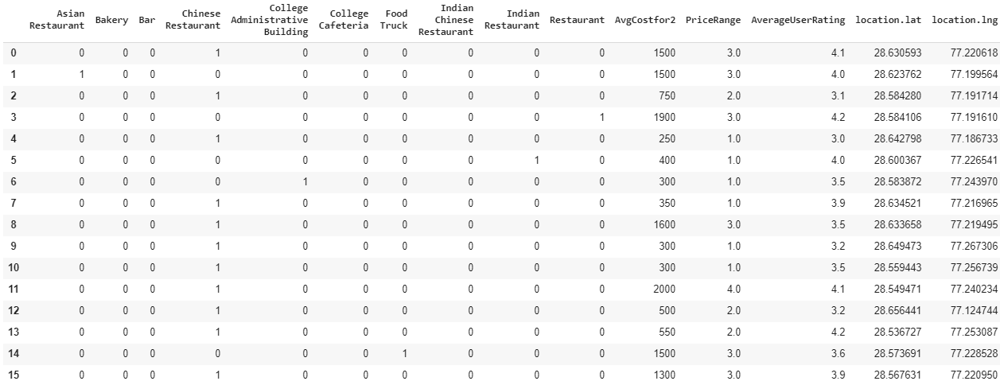 Asian Restaurant Bakery Bar Chinese Restaurant College Administrative Building College Cafeteria Food Truck Indian Chinese Restaurant Indian Restaurant Restaurant AvgCostfor2 PriceRange AverageUserRating location.lat location.lng
0 0 0 0 1 0 0 0 0 0 0 1500 3.0 4.1 28.630593 77.220618
1 1 0 0 0 0 0 0 0 0 0 1500 3.0 4.0 28.623762 77.199564
2 0 0 0 1 0 0 0 0 0 0 750 2.0 3.1 28.584280 77.191714
3 0 0 0 0 0 0 0 0 0 1 1900 3.0 4.2 28.584106 77.191610
4 0 0 0 1 0 0 0 0 0 0 250 1.0 3.0 28.642798 77.186733
5 0 0 0 0 0 0 0 0 1 0 400 1.0 4.0 28.600367 77.226541
6 0 0 0 0 1 0 0 0 0 0 300 1.0 3.5 28.583872 77.243970
7 0 0 0 1 0 0 0 0 0 0 350 1.0 3.9 28.634521 77.216965
8 0 0 0 1 0 0 0 0 0 0 1600 3.0 3.5 28.633658 77.219495
9 0 0 0 1 0 0 0 0 0 0 300 1.0 3.2 28.649473 77.267306
10 0 0 0 1 0 0 0 0 0 0 300 1.0 3.5 28.559443 77.256739
11 0 0 0 1 0 0 0 0 0 0 2000 4.0 4.1 28.549471 77.240234
12 0 0 0 1 0 0 0 0 0 0 500 2.0 3.2 28.656441 77.124744
13 0 0 0 1 0 0 0 0 0 0 550 2.0 4.2 28.536727 77.253087
14 0 0 0 0 0 0 1 0 0 0 1500 3.0 3.6 28.573691 77.228528
15 0 0 0 1 0 0 0 0 0 0 1300 3.0 3.9 28.567631 77.220950